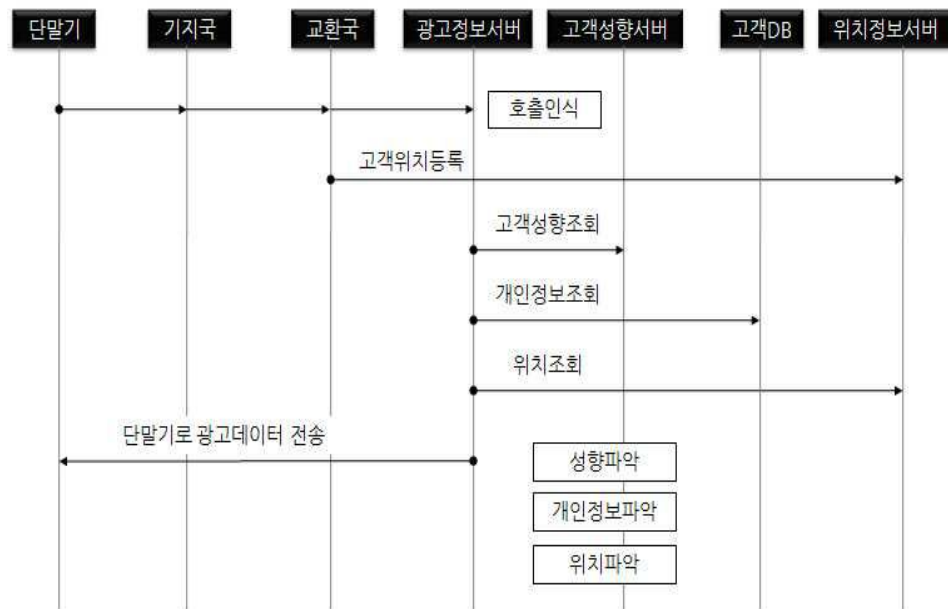 단말기
기지국
교환국
광고정보서버
고객성향서버
고객DB
위치정보서버
호출인식
고객위치등록
고객성향조회
개인정보조회
위치조회
단말기로 광고데이터 전송
성향파악
개인정보파악
위치파악